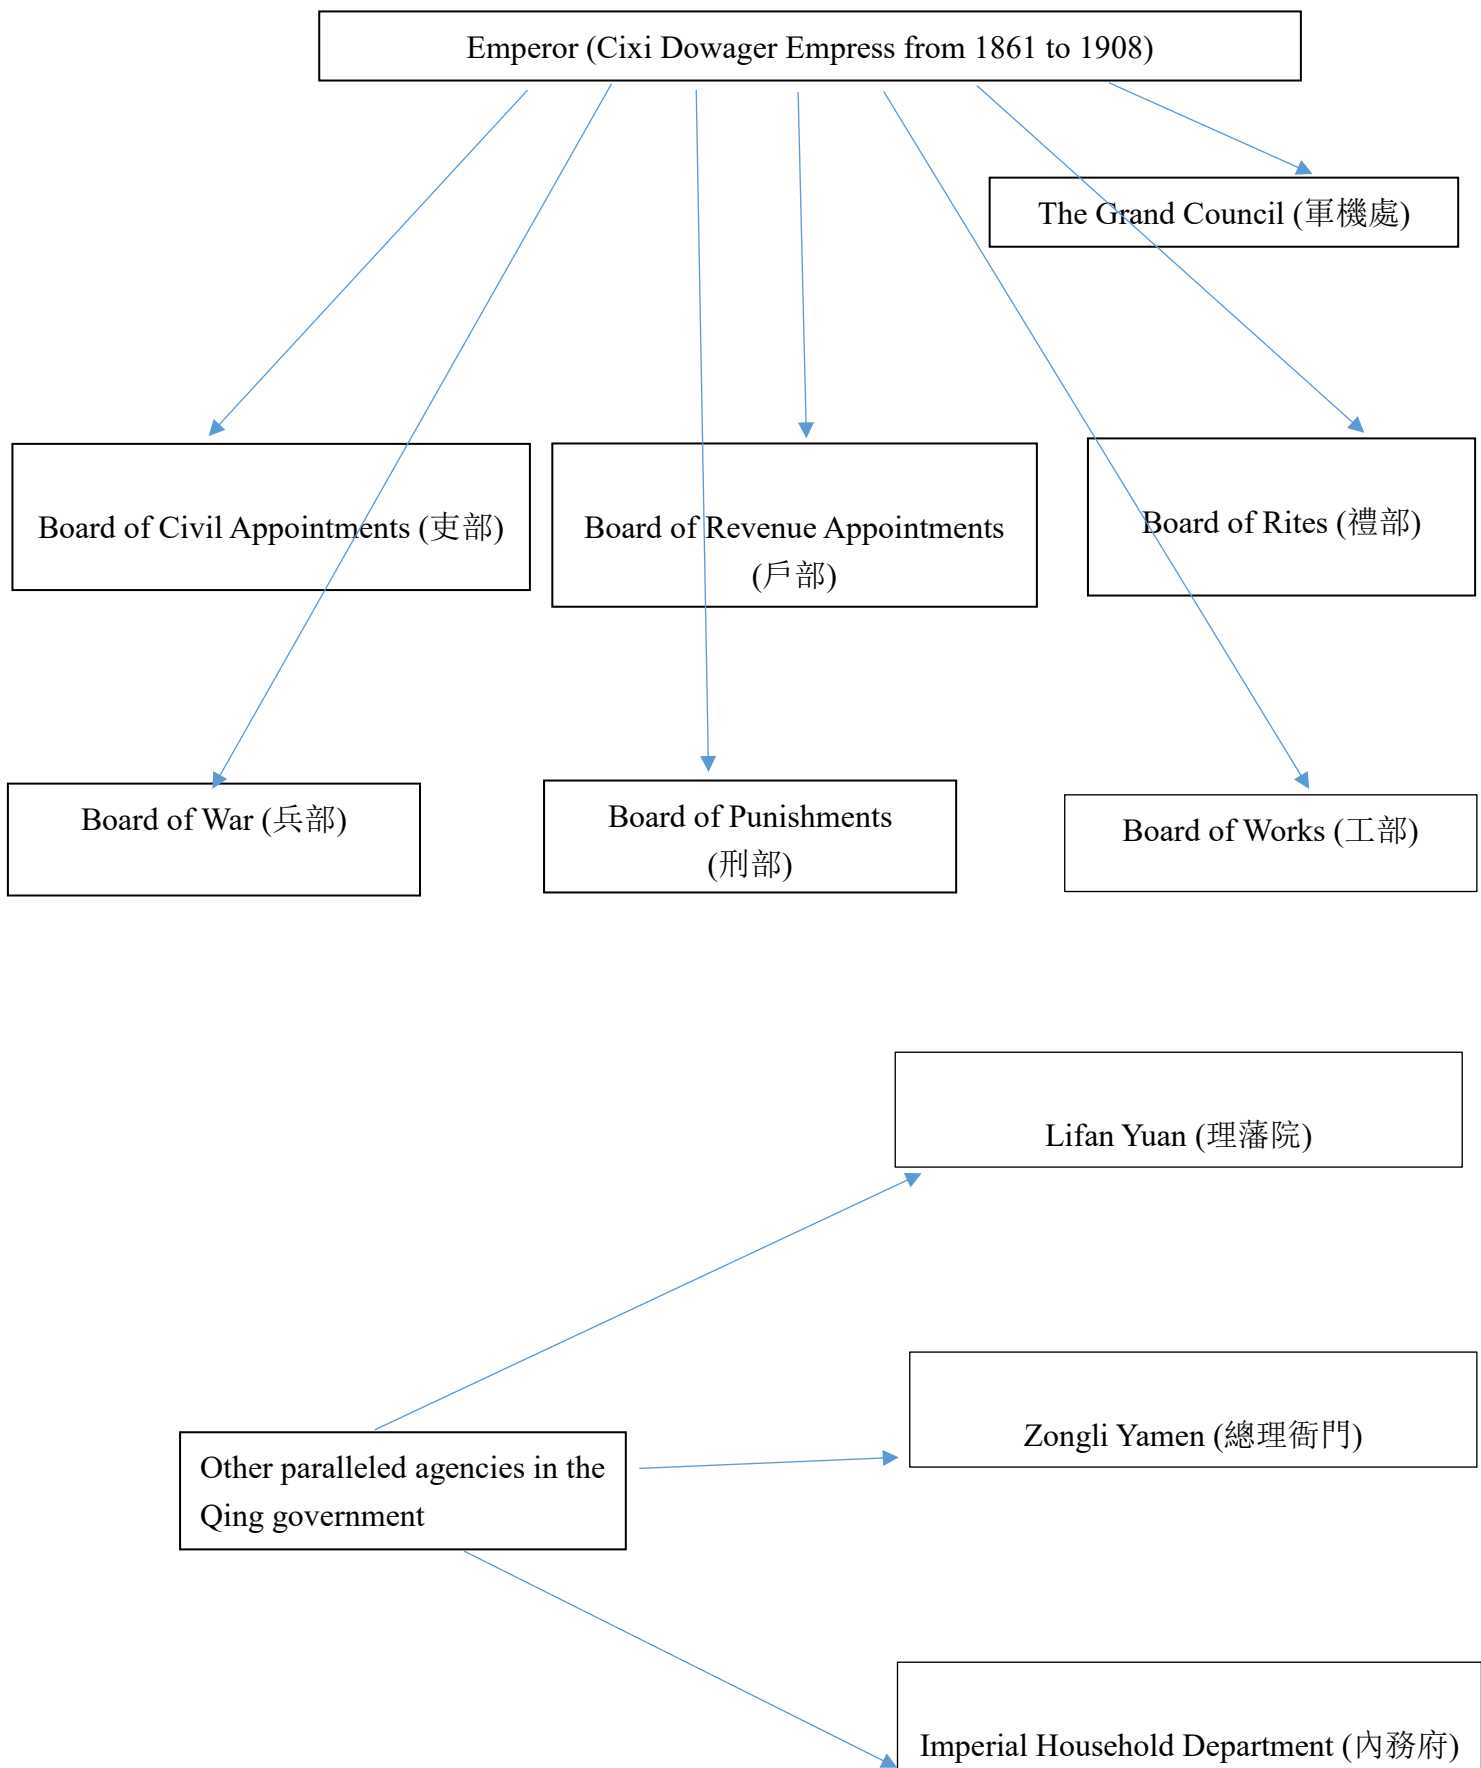 Emperor (Cixi Dowager Empress from 1861 to 1908)
The Grand Council (軍機處)
Board of Civil Appointments (吏部)
Board of Revenue Appointments
(戶部)
Board of Rites (禮部)
Board of War (兵部)
Board of Punishments
(刑部)
Board of Works (工部)
Lifan Yuan (理藩院)
Zongli Yamen (總理衙門)
Other paralleled agencies in the
Qing government
Imperial Household Department (內務府)